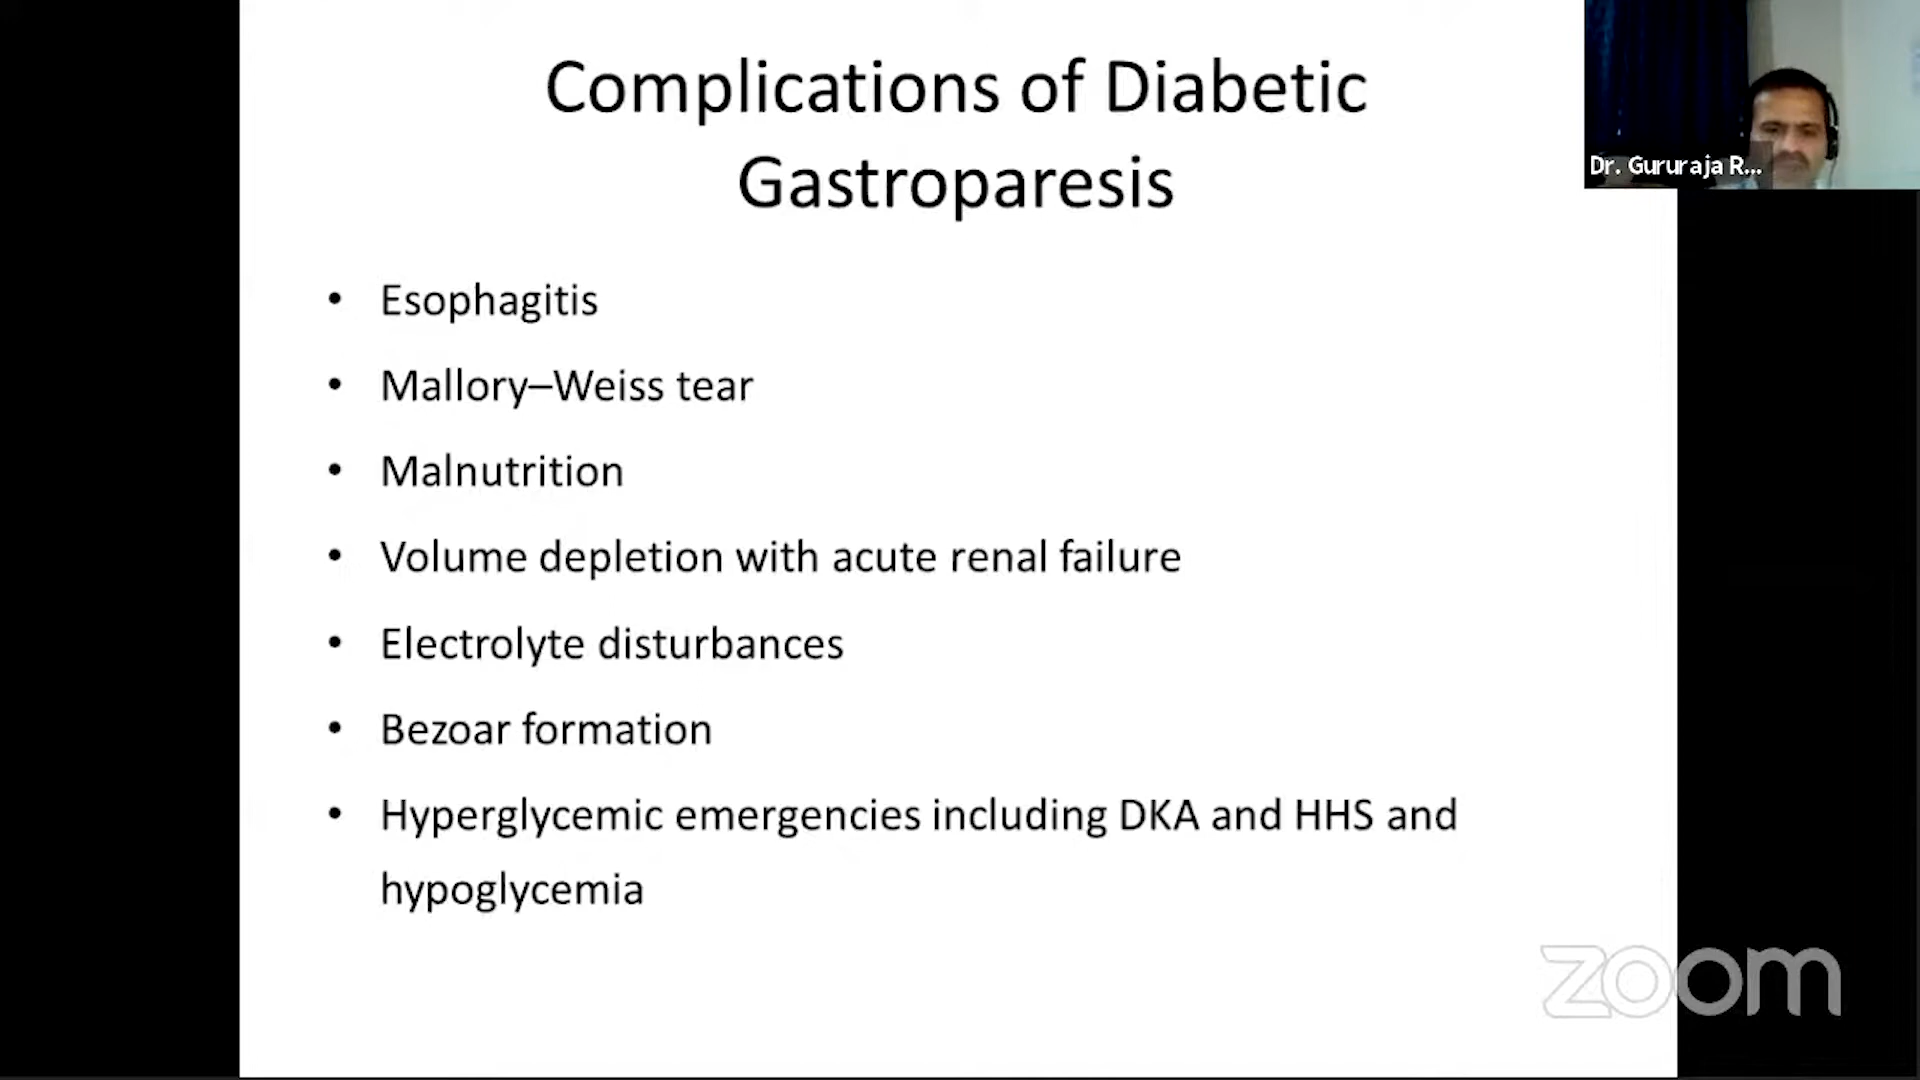 Complications of Diabetic
Gastroparesis
Dr. Gururaja R...
• Esophagitis
• Mallory–Weiss tear
• Malnutrition
• Volume depletion with acute renal failure
• Electrolyte disturbances
• Bezoar formation
• Hyperglycemic emergencies including DKA and HHS and
hypoglycemia
zoom